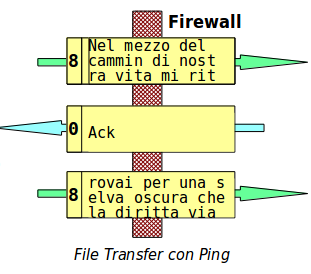 Firewall
8 Nel mezzo del
cammin di nost
ra vita mi rit
0 Ack
8 rovai per una s
elva oscura che
la diritta via
File Transfer con Ping